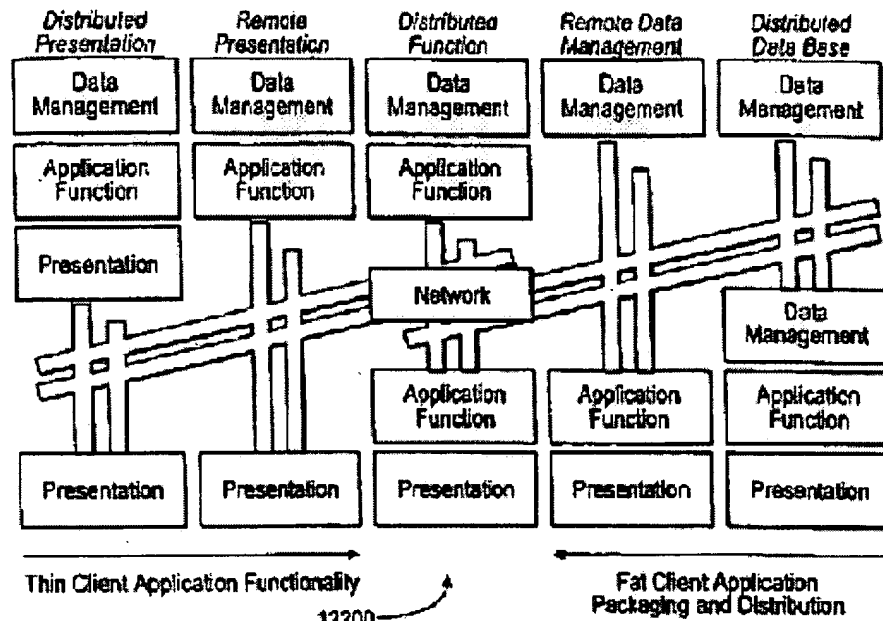 Distributed
Presentation
Remote
Presentation
Distributed
Function
Remote Data
Management
Distributed
Data Base
Data
Management
Data
Management
Data
Management
Data
Management
Data
Management
Application
Function
Application
Function
Application
Function
Presentation
Network
Data
Management
Application
Function
Application
Function
Application
Function
Presentation
Presentation
Presentation
Presentation
Presentation
Thin Client Application Functionality
Fat Client Application
Packaging and Distribution